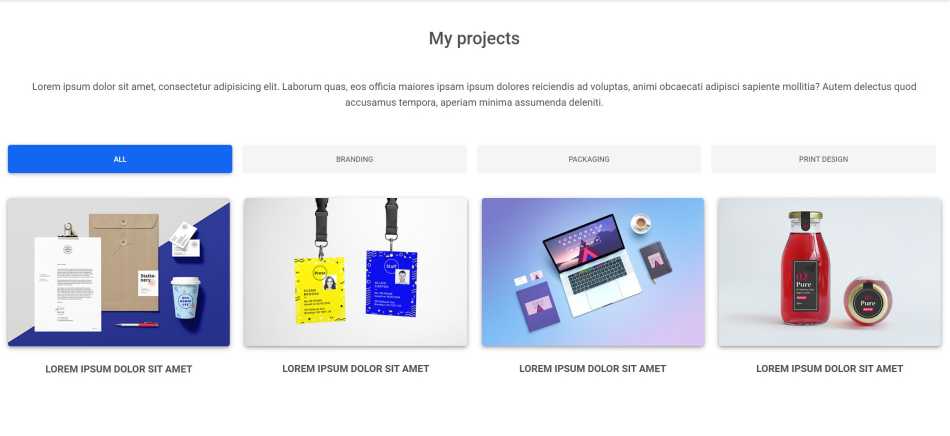 My projects
Lorem ipsum dolor sit amet, consectetur adipisicing elit. Laborum quas, eos officia maiores ipsam ipsum dolores reiciendis ad voluptas, animi obcaecati adipisci sapiente mollitia? Autem delectus quod
accusamus tempora, aperiam minima assumenda deleniti.
ALL
BRANDING
PACKAGING
PRINT DESIGN
Press
Staff
Pure
Pure
LOREM IPSUM DOLOR SIT AMET
LOREM IPSUM DOLOR SIT AMET
LOREM IPSUM DOLOR SIT AMET
LOREM IPSUM DOLOR SIT AMET